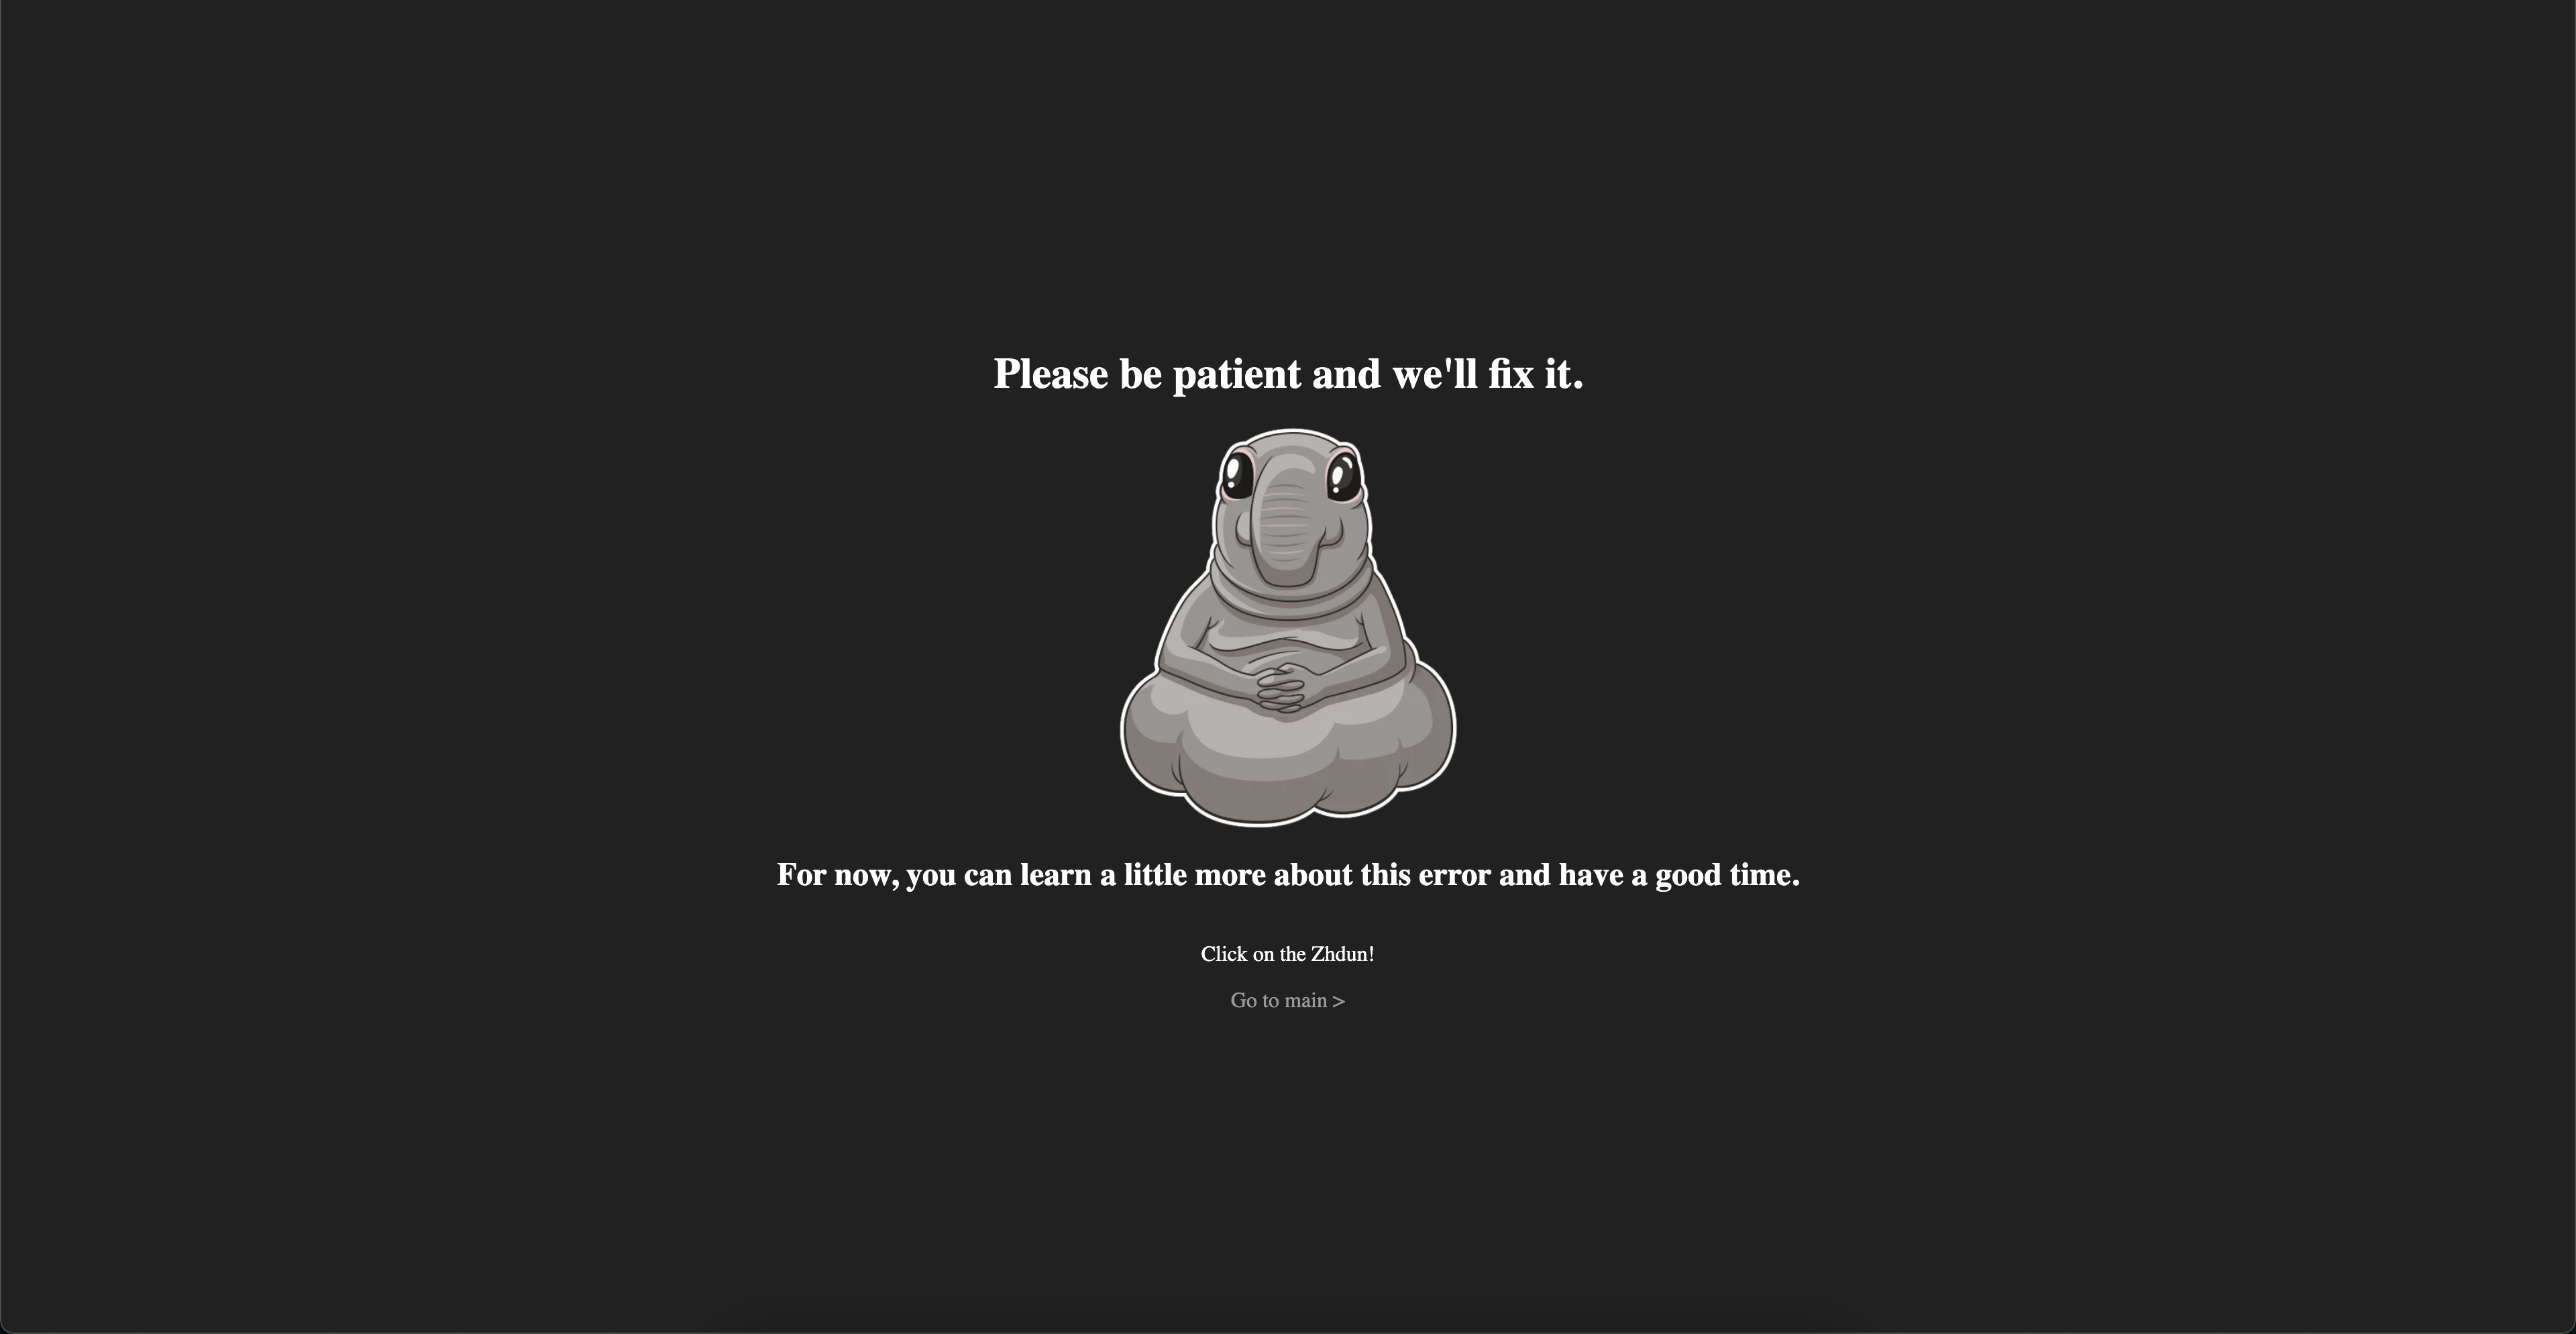 Please be patient and we'll fix it.
For now, you can learn a little more about this error and have a good time.
Click on the Zhdun!
Go to main >